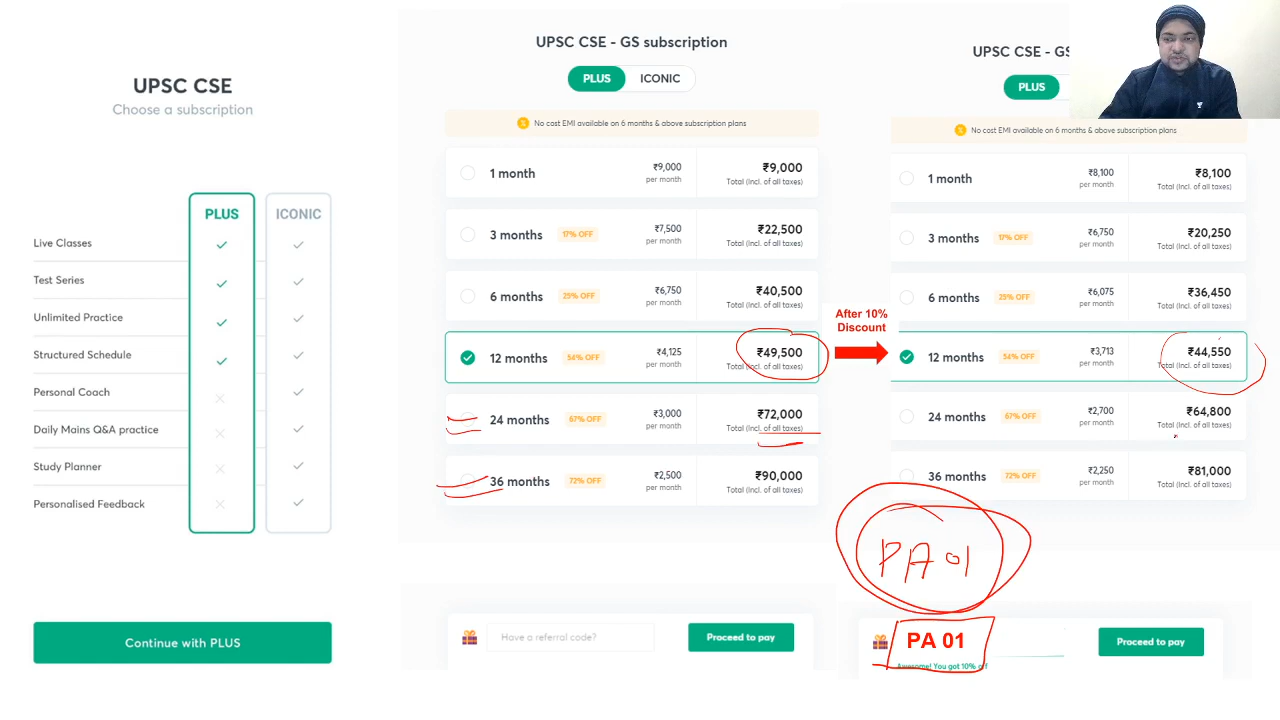 UPSC CSE
Choose a subscription
PLUS ICONIC
Live Classes
Test Series
Unlimited Practice
Structured Schedule
Personal Coach
Daily Mains Q&A practice
Study Planner
Personalised Feedback
Continue with PLUS
UPSC CSE - GS subscription
PLUS ICONIC
No cost EMI available on 6 months & above subscription plans
1 month ₹9,000 ₹9,000
per month Total (Incl. of all taxes)
3 months 17% OFF ₹7,500 ₹22,500
per month Total (Incl. of all taxes)
6 months 25% OFF ₹6,750 ₹40,500
per month Total (Incl. of all taxes)
12 months 54% OFF ₹4,125 ₹49,500
per month Total (Incl. of all taxes)
24 months 67% OFF ₹3,000 ₹72,000
per month Total (Incl. of all taxes)
36 months 72% OFF ₹2,500 ₹90,000
per month Total (Incl. of all taxes)
Have a referral code? Proceed to pay
After 10%
Discount
UPSC CSE - GS
PLUS
No cost EMI available on 6 months & above subscription plans
1 month ₹8,100 ₹8,100
per month Total (Incl. of all taxes)
3 months 17% OFF ₹6,750 ₹20,250
per month Total (Incl. of all taxes)
6 months 25% OFF ₹6,075 ₹36,450
per month Total (Incl. of all taxes)
12 months 54% OFF ₹3,713 ₹44,550
per month Total (Incl. of all taxes)
24 months 67% OFF ₹2,700 ₹64,800
per month Total (Incl. of all taxes)
36 months 72% OFF ₹2,250 ₹81,000
per month Total (Incl. of all taxes)
PA 01
PA 01 Proceed to pay
Awesome! You got 10% off